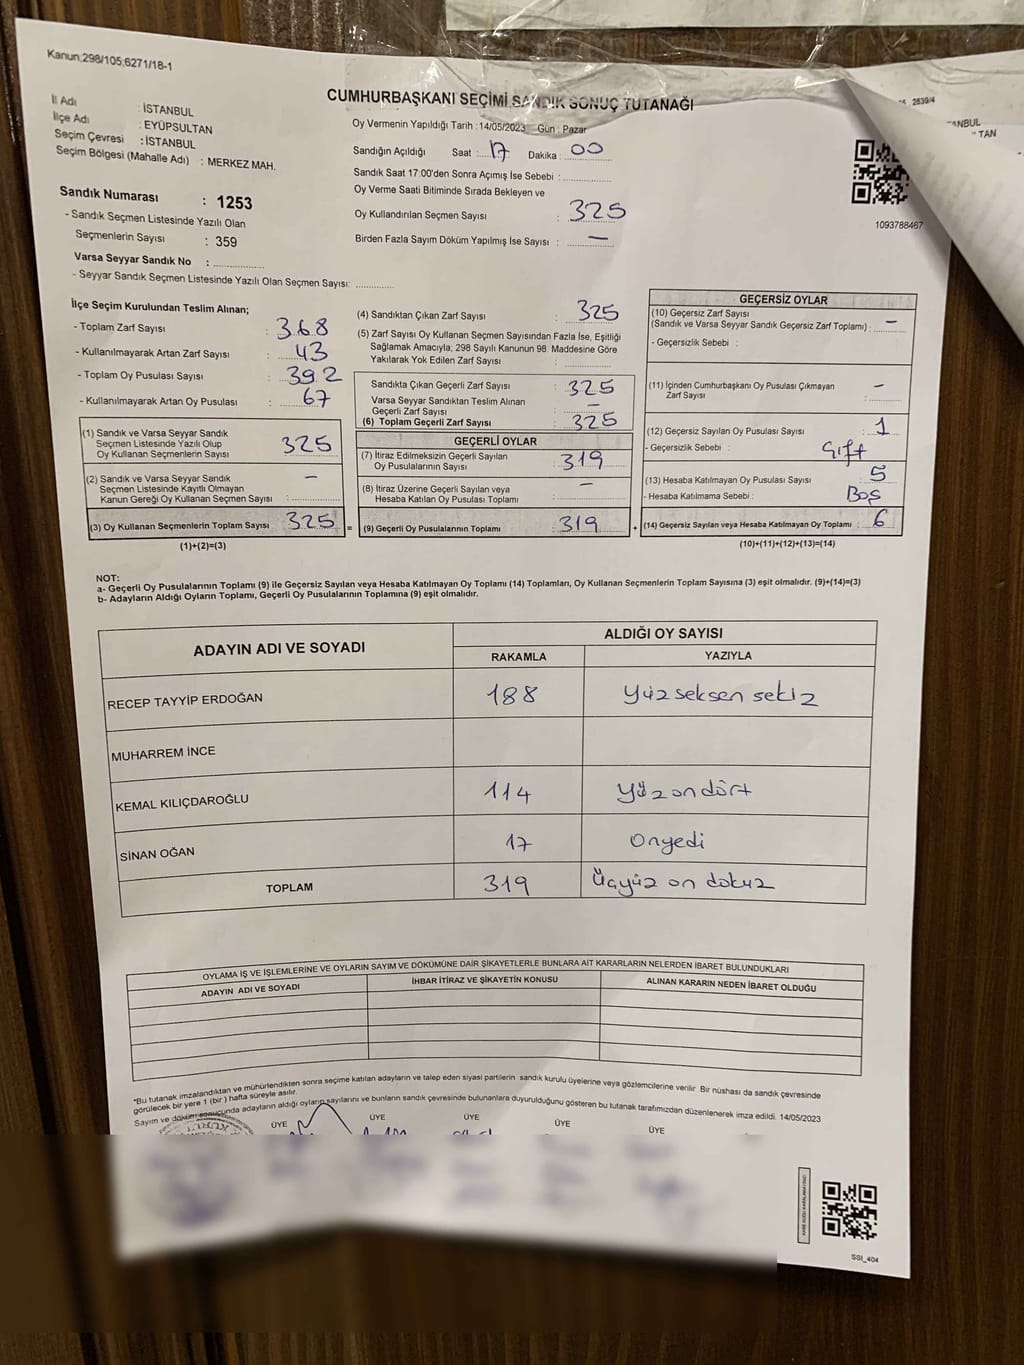 Kanun;298/105;6271/18-1
CUMHURBAŞKANI SEÇİMİ SANDIK SONUÇ TUTANAĞI
2839/4
İl Adı : İSTANBUL
İlçe Adı : EYÜPSULTAN
Seçim Çevresi : İSTANBUL
Seçim Bölgesi (Mahalle Adı) : MERKEZ MAH.
Sandık Numarası : 1253
- Sandık Seçmen Listesinde Yazılı Olan
Seçmenlerin Sayısı : 359
Varsa Seyyar Sandık No :
- Seyyar Sandık Seçmen Listesinde Yazılı Olan Seçmen Sayısı:
Oy Vermenin Yapıldığı Tarih : 14/05/2023 Gün : Pazar
Sandığın Açıldığı Saat : 17 Dakika : 00
Sandık Saat 17:00'den Sonra Açımış İse Sebebi :
Oy Verme Saati Bitiminde Sırada Bekleyen ve
Oy Kullandırılan Seçmen Sayısı : 325
Birden Fazla Sayım Döküm Yapılmış İse Sayısı : —
ANBUL
TAN
1093788467
İlçe Seçim Kurulundan Teslim Alınan;
- Toplam Zarf Sayısı : 368
- Kullanılmayarak Artan Zarf Sayısı : 43
- Toplam Oy Pusulası Sayısı : 392
- Kullanılmayarak Artan Oy Pusulası : 67
(1) Sandık ve Varsa Seyyar Sandık
Seçmen Listesinde Yazılı Olup
Oy Kullanan Seçmenlerin Sayısı 325
(2) Sandık ve Varsa Seyyar Sandık
Seçmen Listesinde Kayıtlı Olmayan
Kanun Gereği Oy Kullanan Seçmen Sayısı : —
(3) Oy Kullanan Seçmenlerin Toplam Sayısı 325 =
(1)+(2)=(3)
(4) Sandıktan Çıkan Zarf Sayısı : 325
(5) Zarf Sayısı Oy Kullanan Seçmen Sayısından Fazla İse, Eşitliği
Sağlamak Amacıyla; 298 Sayılı Kanunun 98. Maddesine Göre
Yakılarak Yok Edilen Zarf Sayısı :
Sandıkta Çıkan Geçerli Zarf Sayısı : 325
Varsa Seyyar Sandıktan Teslim Alınan
Geçerli Zarf Sayısı : —
(6) Toplam Geçerli Zarf Sayısı : 325
GEÇERLİ OYLAR
(7) İtiraz Edilmeksizin Geçerli Sayılan
Oy Pusulalarının Sayısı : 319
(8) İtiraz Üzerine Geçerli Sayılan veya
Hesaba Katılan Oy Pusulası Toplamı : —
(9) Geçerli Oy Pusulalarının Toplamı : 319 +
GEÇERSİZ OYLAR
(10) Geçersiz Zarf Sayısı
(Sandık ve Varsa Seyyar Sandık Geçersiz Zarf Toplamı) : —
- Geçersizlik Sebebi :
(11) İçinden Cumhurbaşkanı Oy Pusulası Çıkmayan
Zarf Sayısı : —
(12) Geçersiz Sayılan Oy Pusulası Sayısı : 1
- Geçersizlik Sebebi : Çift
(13) Hesaba Katılmayan Oy Pusulası Sayısı : 5
- Hesaba Katılmama Sebebi : Boş
(14) Geçersiz Sayılan veya Hesaba Katılmayan Oy Toplamı : 6
(10)+(11)+(12)+(13)=(14)
NOT:
a- Geçerli Oy Pusulalarının Toplamı (9) ile Geçersiz Sayılan veya Hesaba Katılmayan Oy Toplamı (14) Toplamları, Oy Kullanan Seçmenlerin Toplam Sayısına (3) eşit olmalıdır. (9)+(14)=(3)
b- Adayların Aldığı Oyların Toplamı, Geçerli Oy Pusulalarının Toplamına (9) eşit olmalıdır.
ADAYIN ADI VE SOYADI ALDIĞI OY SAYISI
RAKAMLA YAZIYLA
RECEP TAYYİP ERDOĞAN 188 Yüzseksen sekiz
MUHARREM İNCE
KEMAL KILIÇDAROĞLU 114 Yüzondört
SİNAN OĞAN 17 Onyedi
TOPLAM 319 Üçyüz on dokuz
OYLAMA İŞ VE İŞLEMLERİNE VE OYLARIN SAYIM VE DÖKÜMÜNE DAİR ŞİKAYETLERLE BUNLARA AİT KARARLARIN NELERDEN İBARET BULUNDUKLARI
ADAYIN ADI VE SOYADI İHBAR İTİRAZ VE ŞİKAYETİN KONUSU ALINAN KARARIN NEDEN İBARET OLDUĞU
*Bu tutanak imzalandıktan ve mühürlendikten sonra seçime katılan adayların ve talep eden siyasi partilerin sandık kurulu üyelerine veya gözlemcilerine verilir Bir nüshası da sandık çevresinde
görülecek bir yere 1 (bir ) hafta süreyle asılır.
Sayım ve döküm sonucunda adayların aldığı oyların sayılarını ve bunların sandık çevresinde bulunanlara duyurulduğunu gösteren bu tutanak tarafımızdan düzenlenerek imza edildi. 14/05/2023
ÜYE ÜYE ÜYE ÜYE ÜYE
SSI_404